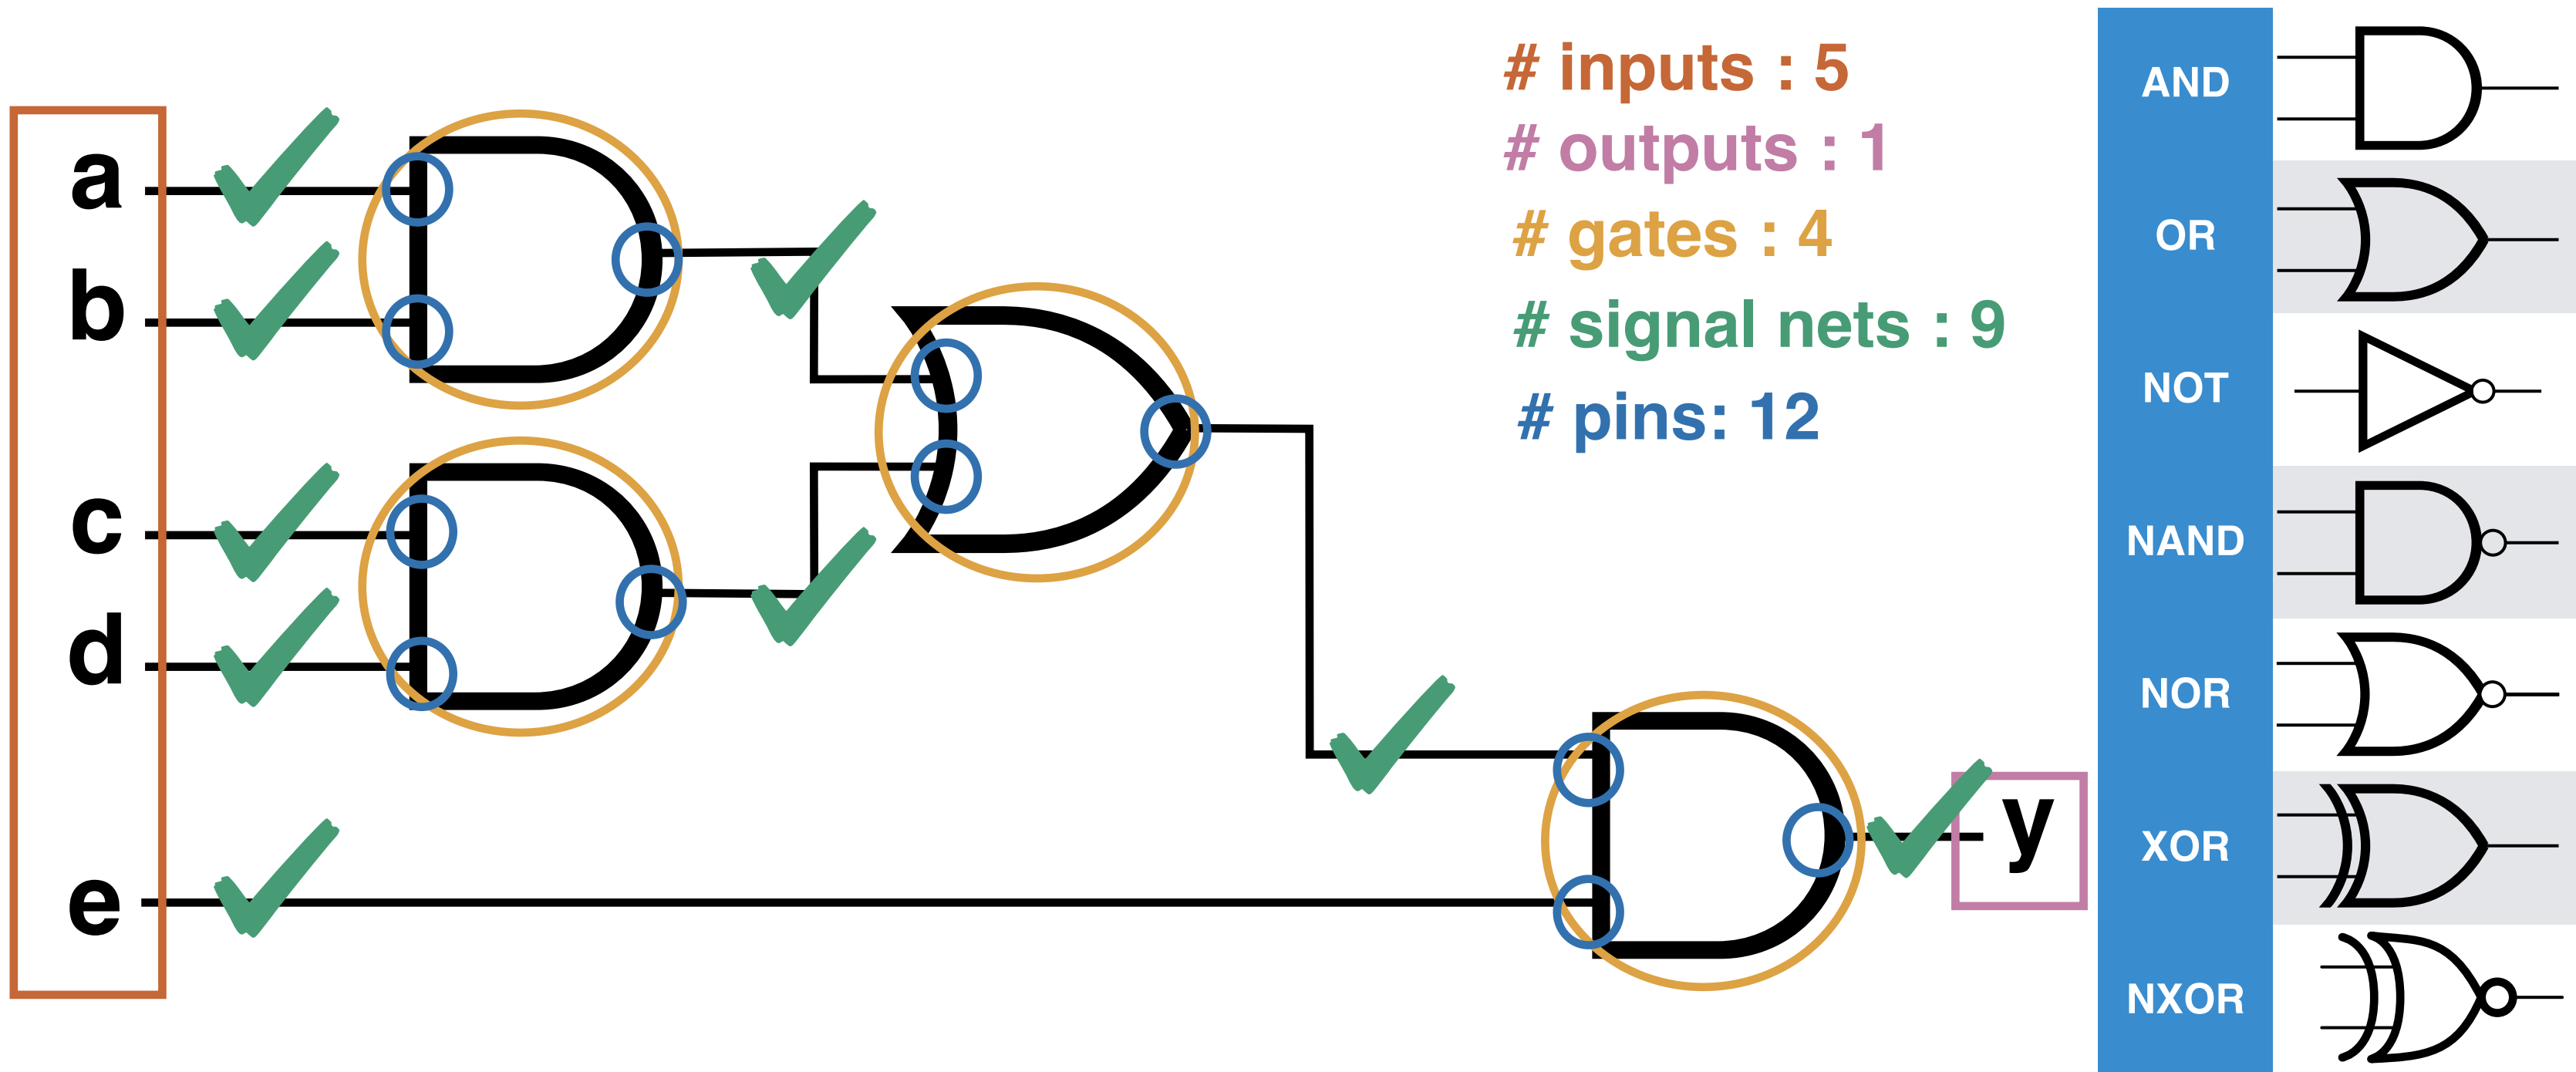 a
b
c
d
e
# inputs : 5
# outputs : 1
# gates : 4
# signal nets : 9
# pins: 12
y
AND
OR
NOT
NAND
NOR
XOR
NXOR